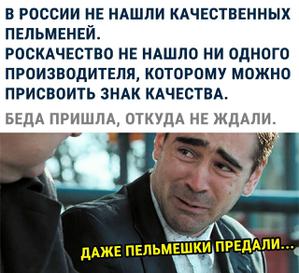 В РОССИИ НЕ НАШЛИ КАЧЕСТВЕННЫХ
ПЕЛЬМЕНЕЙ.
РОСКАЧЕСТВО НЕ НАШЛО НИ ОДНОГО
ПРОИЗВОДИТЕЛЯ, КОТОРОМУ МОЖНО
ПРИСВОИТЬ ЗНАК КАЧЕСТВА.
БЕДА ПРИШЛА, ОТКУДА НЕ ЖДАЛИ.
ДАЖЕ ПЕЛЬМЕШКИ ПРЕДАЛИ...